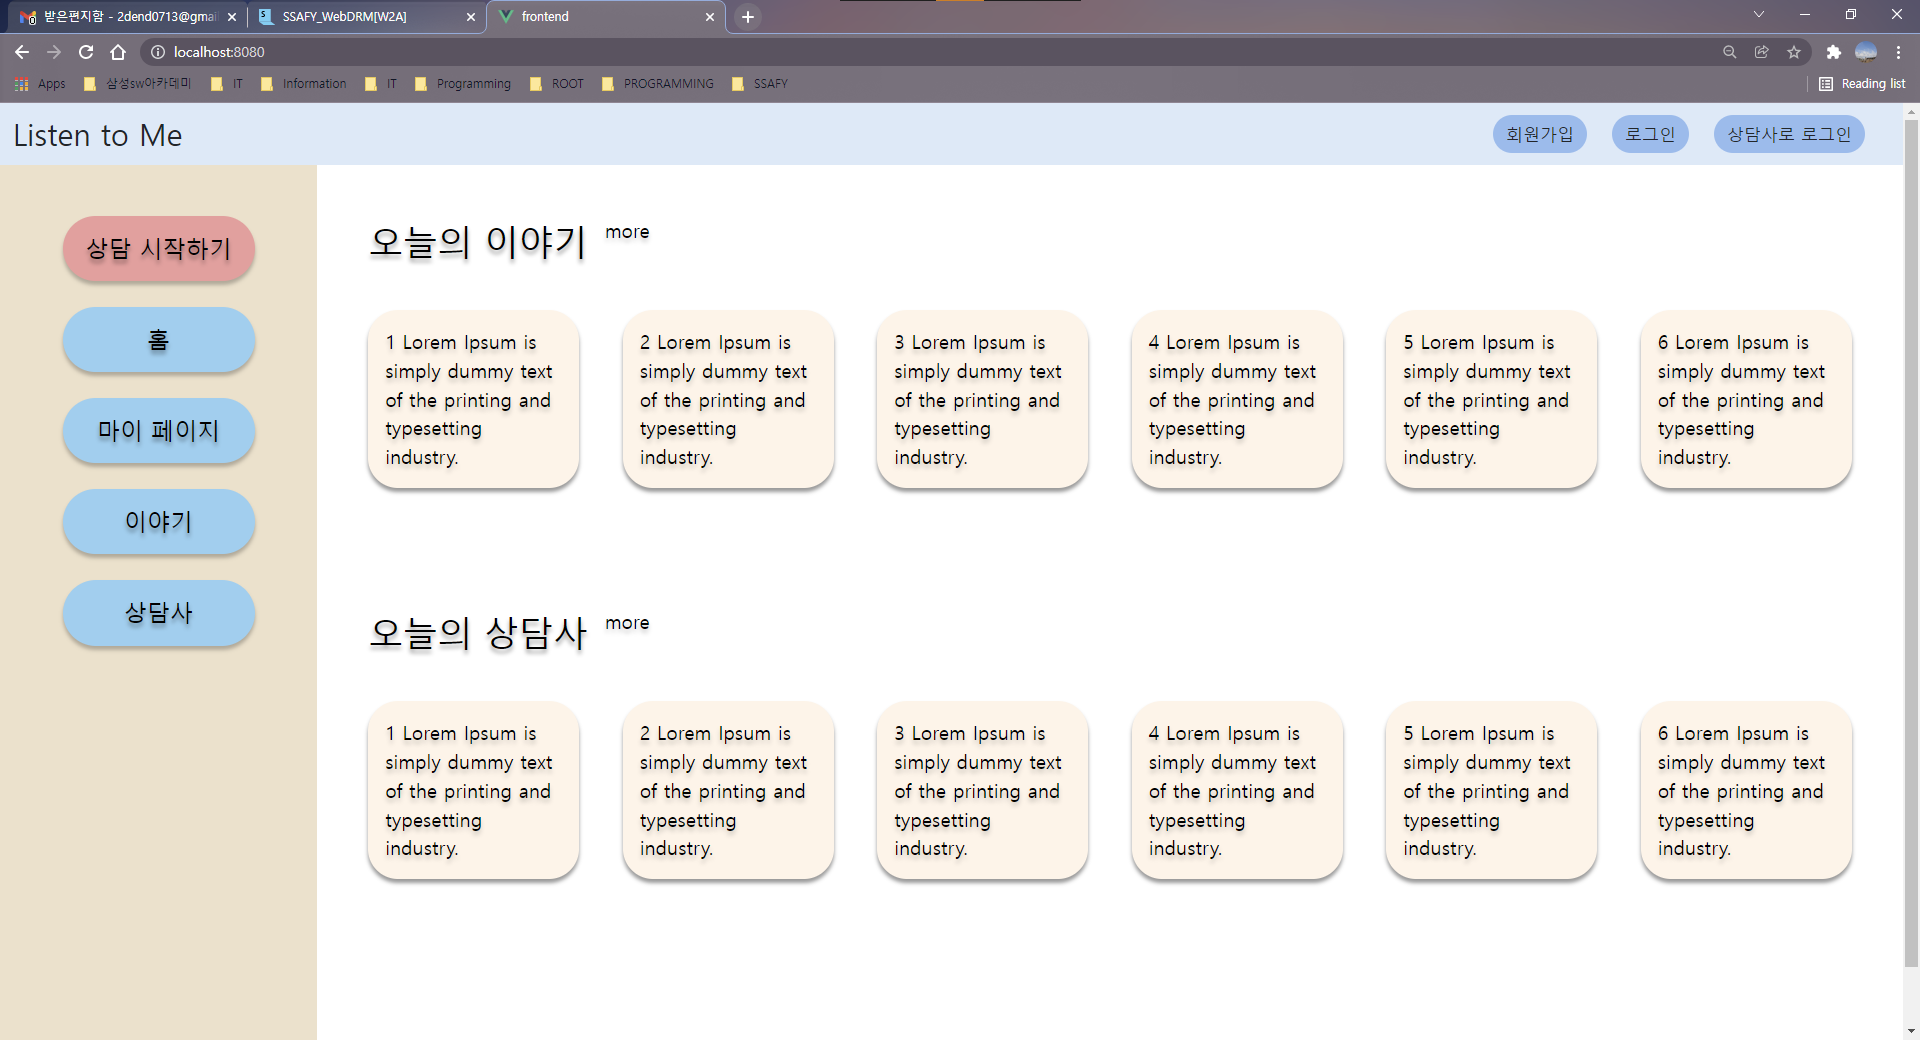 받은편지함 - 2dend0713@gmai
SSAFY_WebDRM[W2A]
frontend
localhost:8080
Apps
삼성sw아카데미
IT
Information
IT
Programming
ROOT
PROGRAMMING
SSAFY
Reading list
Listen to Me
회원가입
로그인
상담사로 로그인
상담 시작하기
홈
마이 페이지
이야기
상담사
오늘의 이야기 more
1 Lorem Ipsum is
simply dummy text
of the printing and
typesetting
industry.
2 Lorem Ipsum is
simply dummy text
of the printing and
typesetting
industry.
3 Lorem Ipsum is
simply dummy text
of the printing and
typesetting
industry.
4 Lorem Ipsum is
simply dummy text
of the printing and
typesetting
industry.
5 Lorem Ipsum is
simply dummy text
of the printing and
typesetting
industry.
6 Lorem Ipsum is
simply dummy text
of the printing and
typesetting
industry.
오늘의 상담사 more
1 Lorem Ipsum is
simply dummy text
of the printing and
typesetting
industry.
2 Lorem Ipsum is
simply dummy text
of the printing and
typesetting
industry.
3 Lorem Ipsum is
simply dummy text
of the printing and
typesetting
industry.
4 Lorem Ipsum is
simply dummy text
of the printing and
typesetting
industry.
5 Lorem Ipsum is
simply dummy text
of the printing and
typesetting
industry.
6 Lorem Ipsum is
simply dummy text
of the printing and
typesetting
industry.